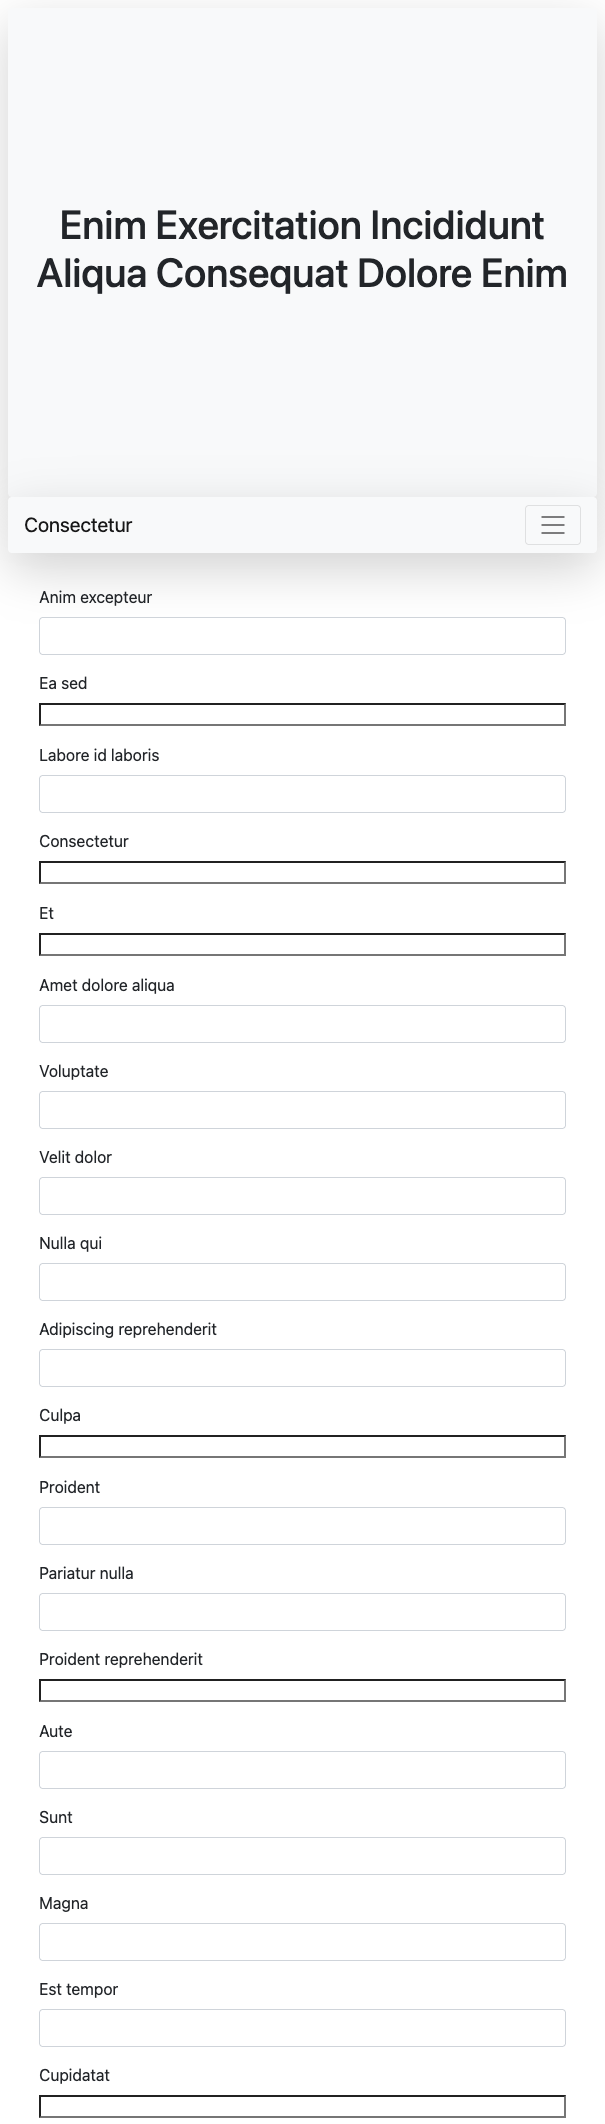 Enim Exercitation Incididunt
Aliqua Consequat Dolore Enim
Consectetur
Anim excepteur
Ea sed
Labore id laboris
Consectetur
Et
Amet dolore aliqua
Voluptate
Velit dolor
Nulla qui
Adipiscing reprehenderit
Culpa
Proident
Pariatur nulla
Proident reprehenderit
Aute
Sunt
Magna
Est tempor
Cupidatat